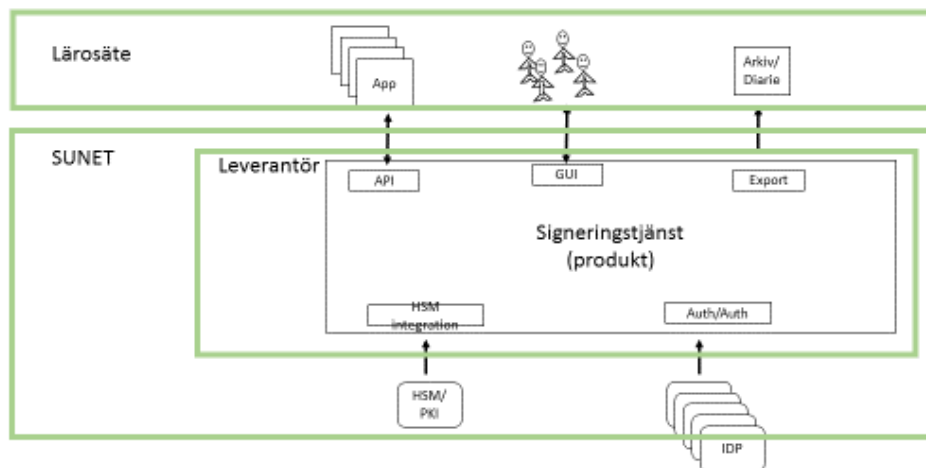 Lärosäte
App
Arkiv/
Diarie
SUNET
Leverantör
API
GUI
Export
Signeringstjänst
(produkt)
HSM
integration
Auth/Auth
HSM/
PKI
IDP